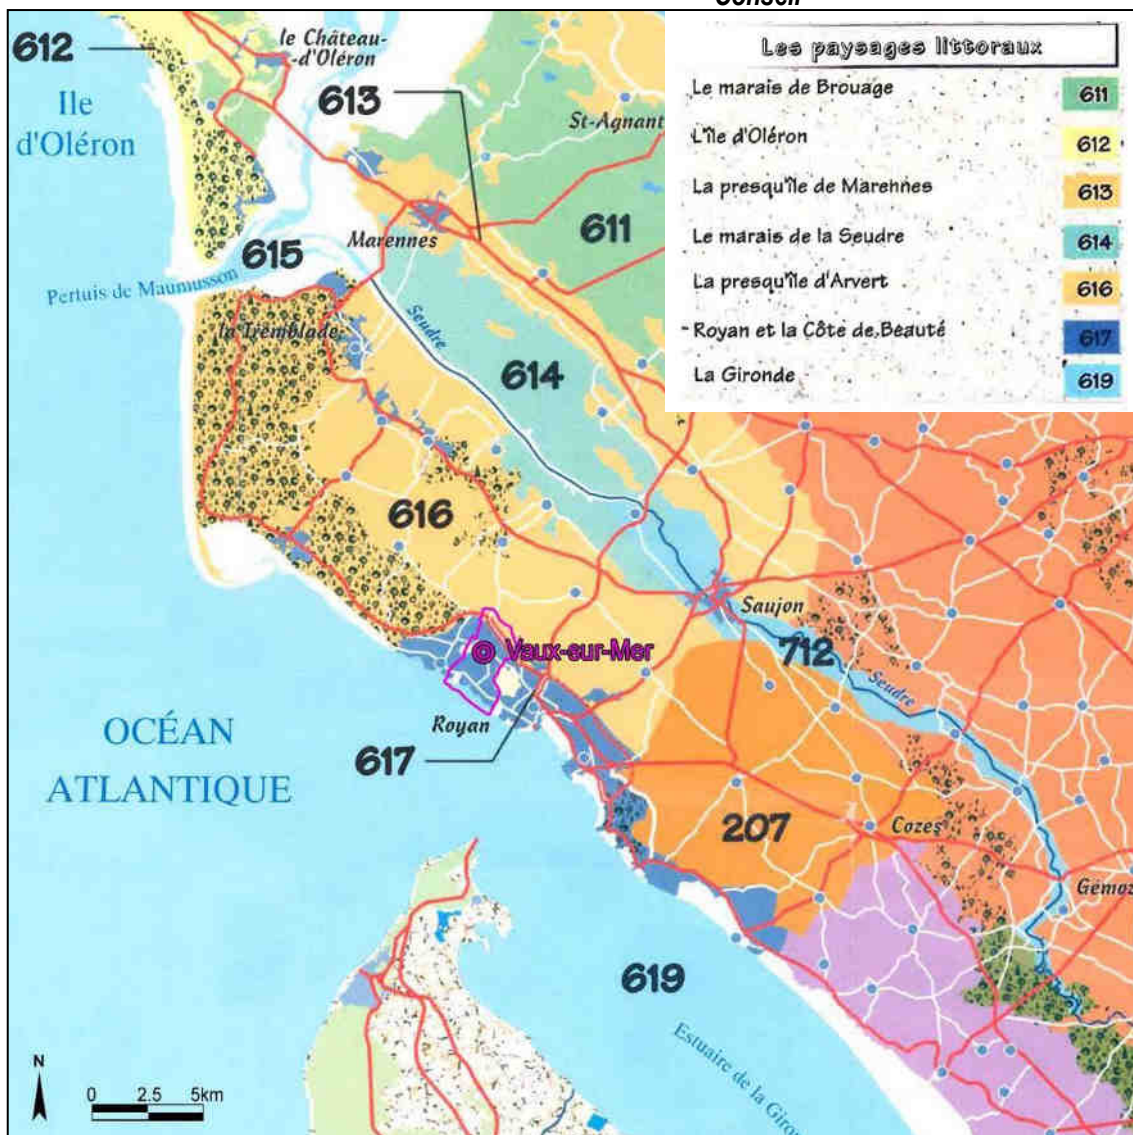 Conseil
Les paysages littoraux
Le marais de Brouage 611
L'île d'Oléron 612
La presqu'île de Marennes 613
Le marais de la Seudre 614
La presqu'île d'Arvert 616
Royan et la Côte de Beauté 617
La Gironde 619
612
le Château-
-d'Oléron
Ile
d'Oléron
613
St-Agnant
611
Marennes
615
Pertuis de Maumusson
la Tremblade
Seudre
614
616
Saujon
Vaux-sur-Mer
712
Seudre
Royan
OCÉAN
ATLANTIQUE
617
207
Cozes
Gémoz
619
Estuaire de la Giron
N
0 2.5 5km